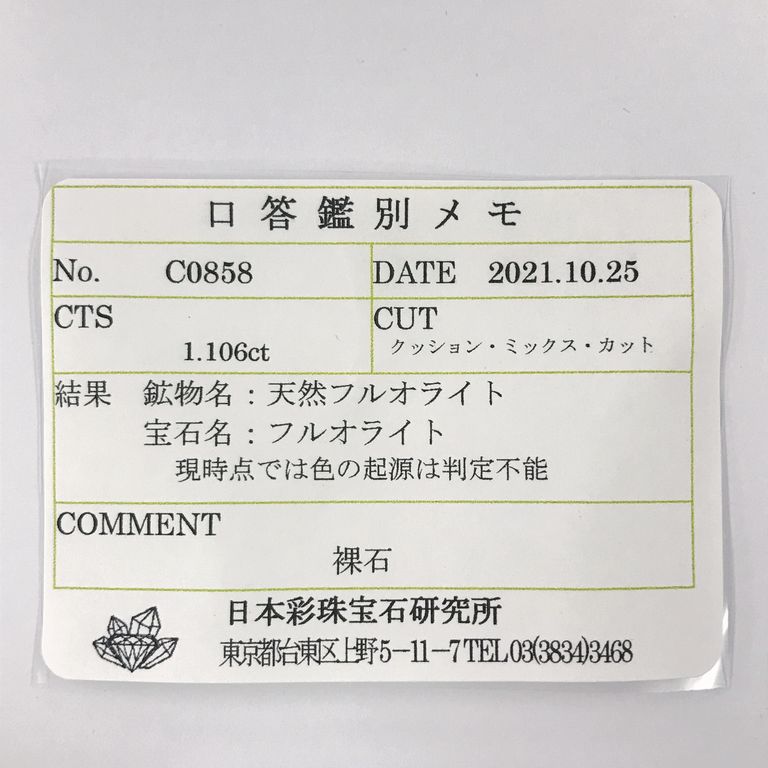 口答鑑別メモ
No. C0858
DATE 2021.10.25
CTS
1.106ct
CUT
クッション・ミックス・カット
結果 鉱物名：天然フルオライト
宝石名：フルオライト
現時点では色の起源は判定不能
COMMENT
裸石
日本彩珠宝石研究所
東京都台東区上野5-11-7 TEL 03(3834)3468